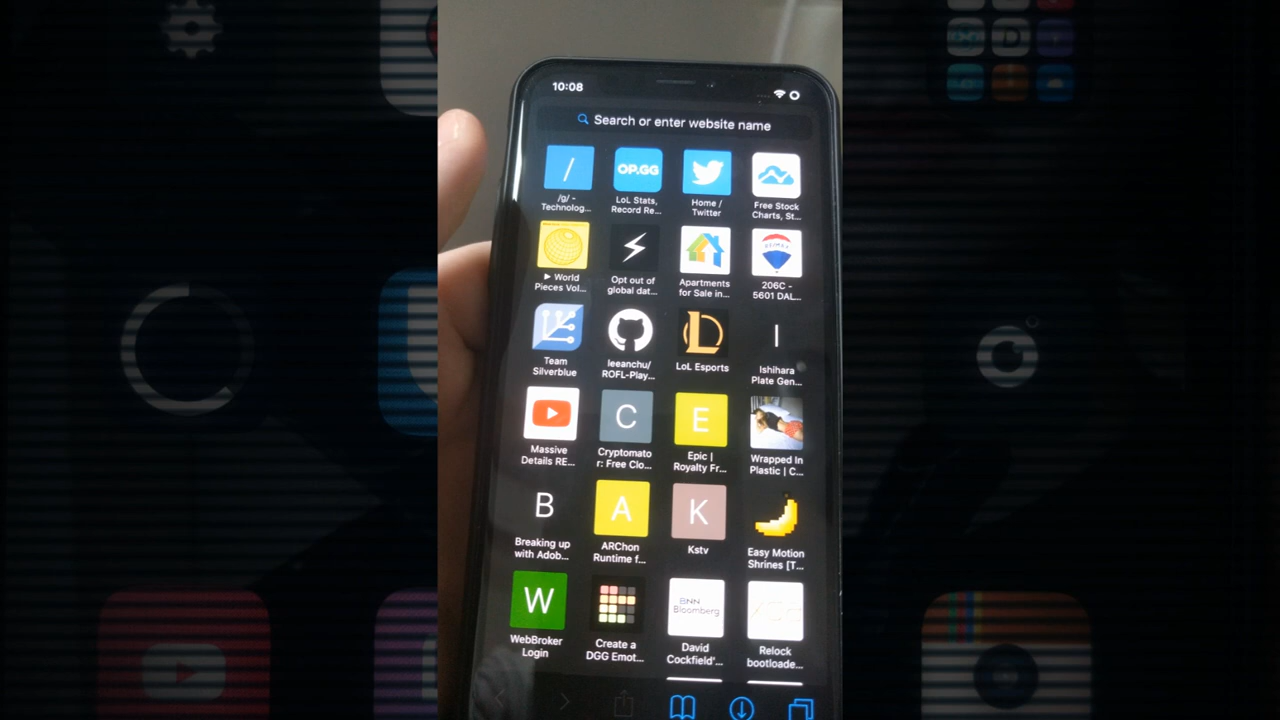 10:08
Search or enter website name
/
OP.GG
/g/ -
Technolog...
LoL Stats,
Record Re...
Home /
Twitter
Free Stock
Charts, St...
RE/MAX
► World
Pieces Vol...
Opt out of
global dat...
Apartments
for Sale in...
206C -
5601 DAL...
I
Team
Silverblue
leeanchu/
ROFL-Play...
LoL Esports
Ishihara
Plate Gen...
C
E
Massive
Details RE...
Cryptomato
r: Free Clo...
Epic |
Royalty Fr...
Wrapped In
Plastic | C...
B
A
K
Breaking up
with Adob...
ARChon
Runtime f...
Kstv
Easy Motion
Shrines [T...
W
BNN
Bloomberg
WebBroker
Login
Create a
DGG Emot...
David
Cockfield'...
Relock
bootloade...